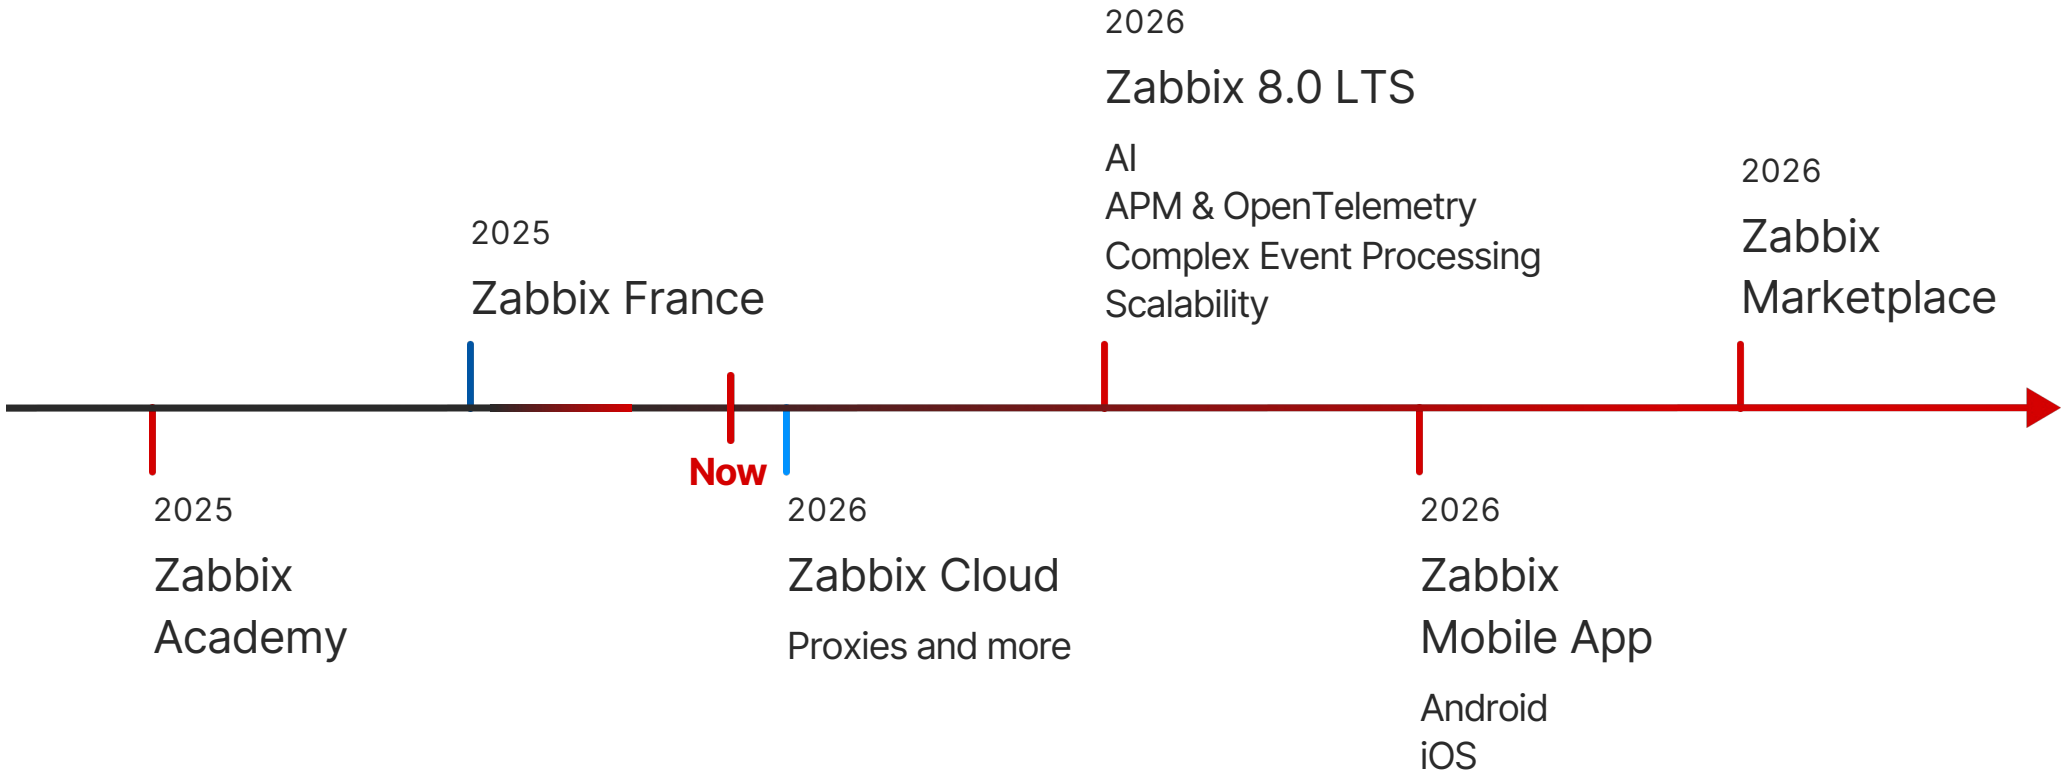 2025
Zabbix
Academy
2025
Zabbix France
Now
2026
Zabbix Cloud
Proxies and more
2026
Zabbix 8.0 LTS
AI
APM & OpenTelemetry
Complex Event Processing
Scalability
2026
Zabbix
Mobile App
Android
iOS
2026
Zabbix
Marketplace